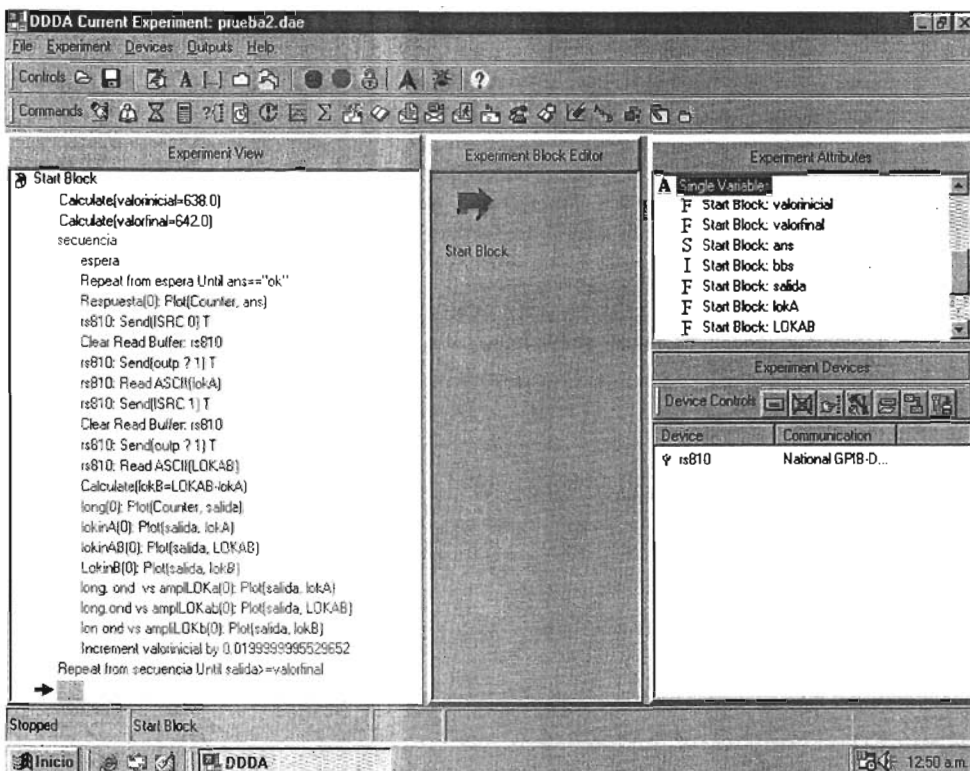 DDDA Current Experiment: prueba2.dae
File Experiment Devices Outputs Help
Controls
Commands
Experiment View
Start Block
Calculate(valorinicial=638.0)
Calculate(valorfinal=642.0)
secuencia
espera
Repeat from espera Until ans=="ok"
Respuesta(0): Plot(Counter, ans)
rs810: Send(ISRC 0) T
Clear Read Buffer: rs810
rs810: Send(outp ? 1) T
rs810: Read ASCII(lokA)
rs810: Send(ISRC 1) T
Clear Read Buffer: rs810
rs810: Send(outp ? 1) T
rs810: Read ASCII(LOKAB)
Calculate(lokB=LOKAB-lokA)
long(0): Plot(Counter, salida)
lokinA(0): Plot(salida, lokA)
lokinAB(0): Plot(salida, LOKAB)
LokinB(0): Plot(salida, lokB)
long. ond vs amplLOKa(0): Plot(salida, lokA)
long.ond vs amplLOKab(0): Plot(salida, LOKAB)
lon ond vs ampliLOKb(0): Plot(salida, lokB)
Increment valorinicial by 0.0199999995529652
Repeat from secuencia Until salida>=valorfinal
Experiment Block Editor
Start Block
Experiment Attributes
A Single Variable:
F Start Block: valorinicial
F Start Block: valorfinal
S Start Block: ans
I Start Block: bbs
F Start Block: salida
F Start Block: lokA
F Start Block: LOKAB
Experiment Devices
Device Controls
Device Communication
rs810 National GPIB-D...
Stopped Start Block
Inicio DDDA 12:50 a.m.